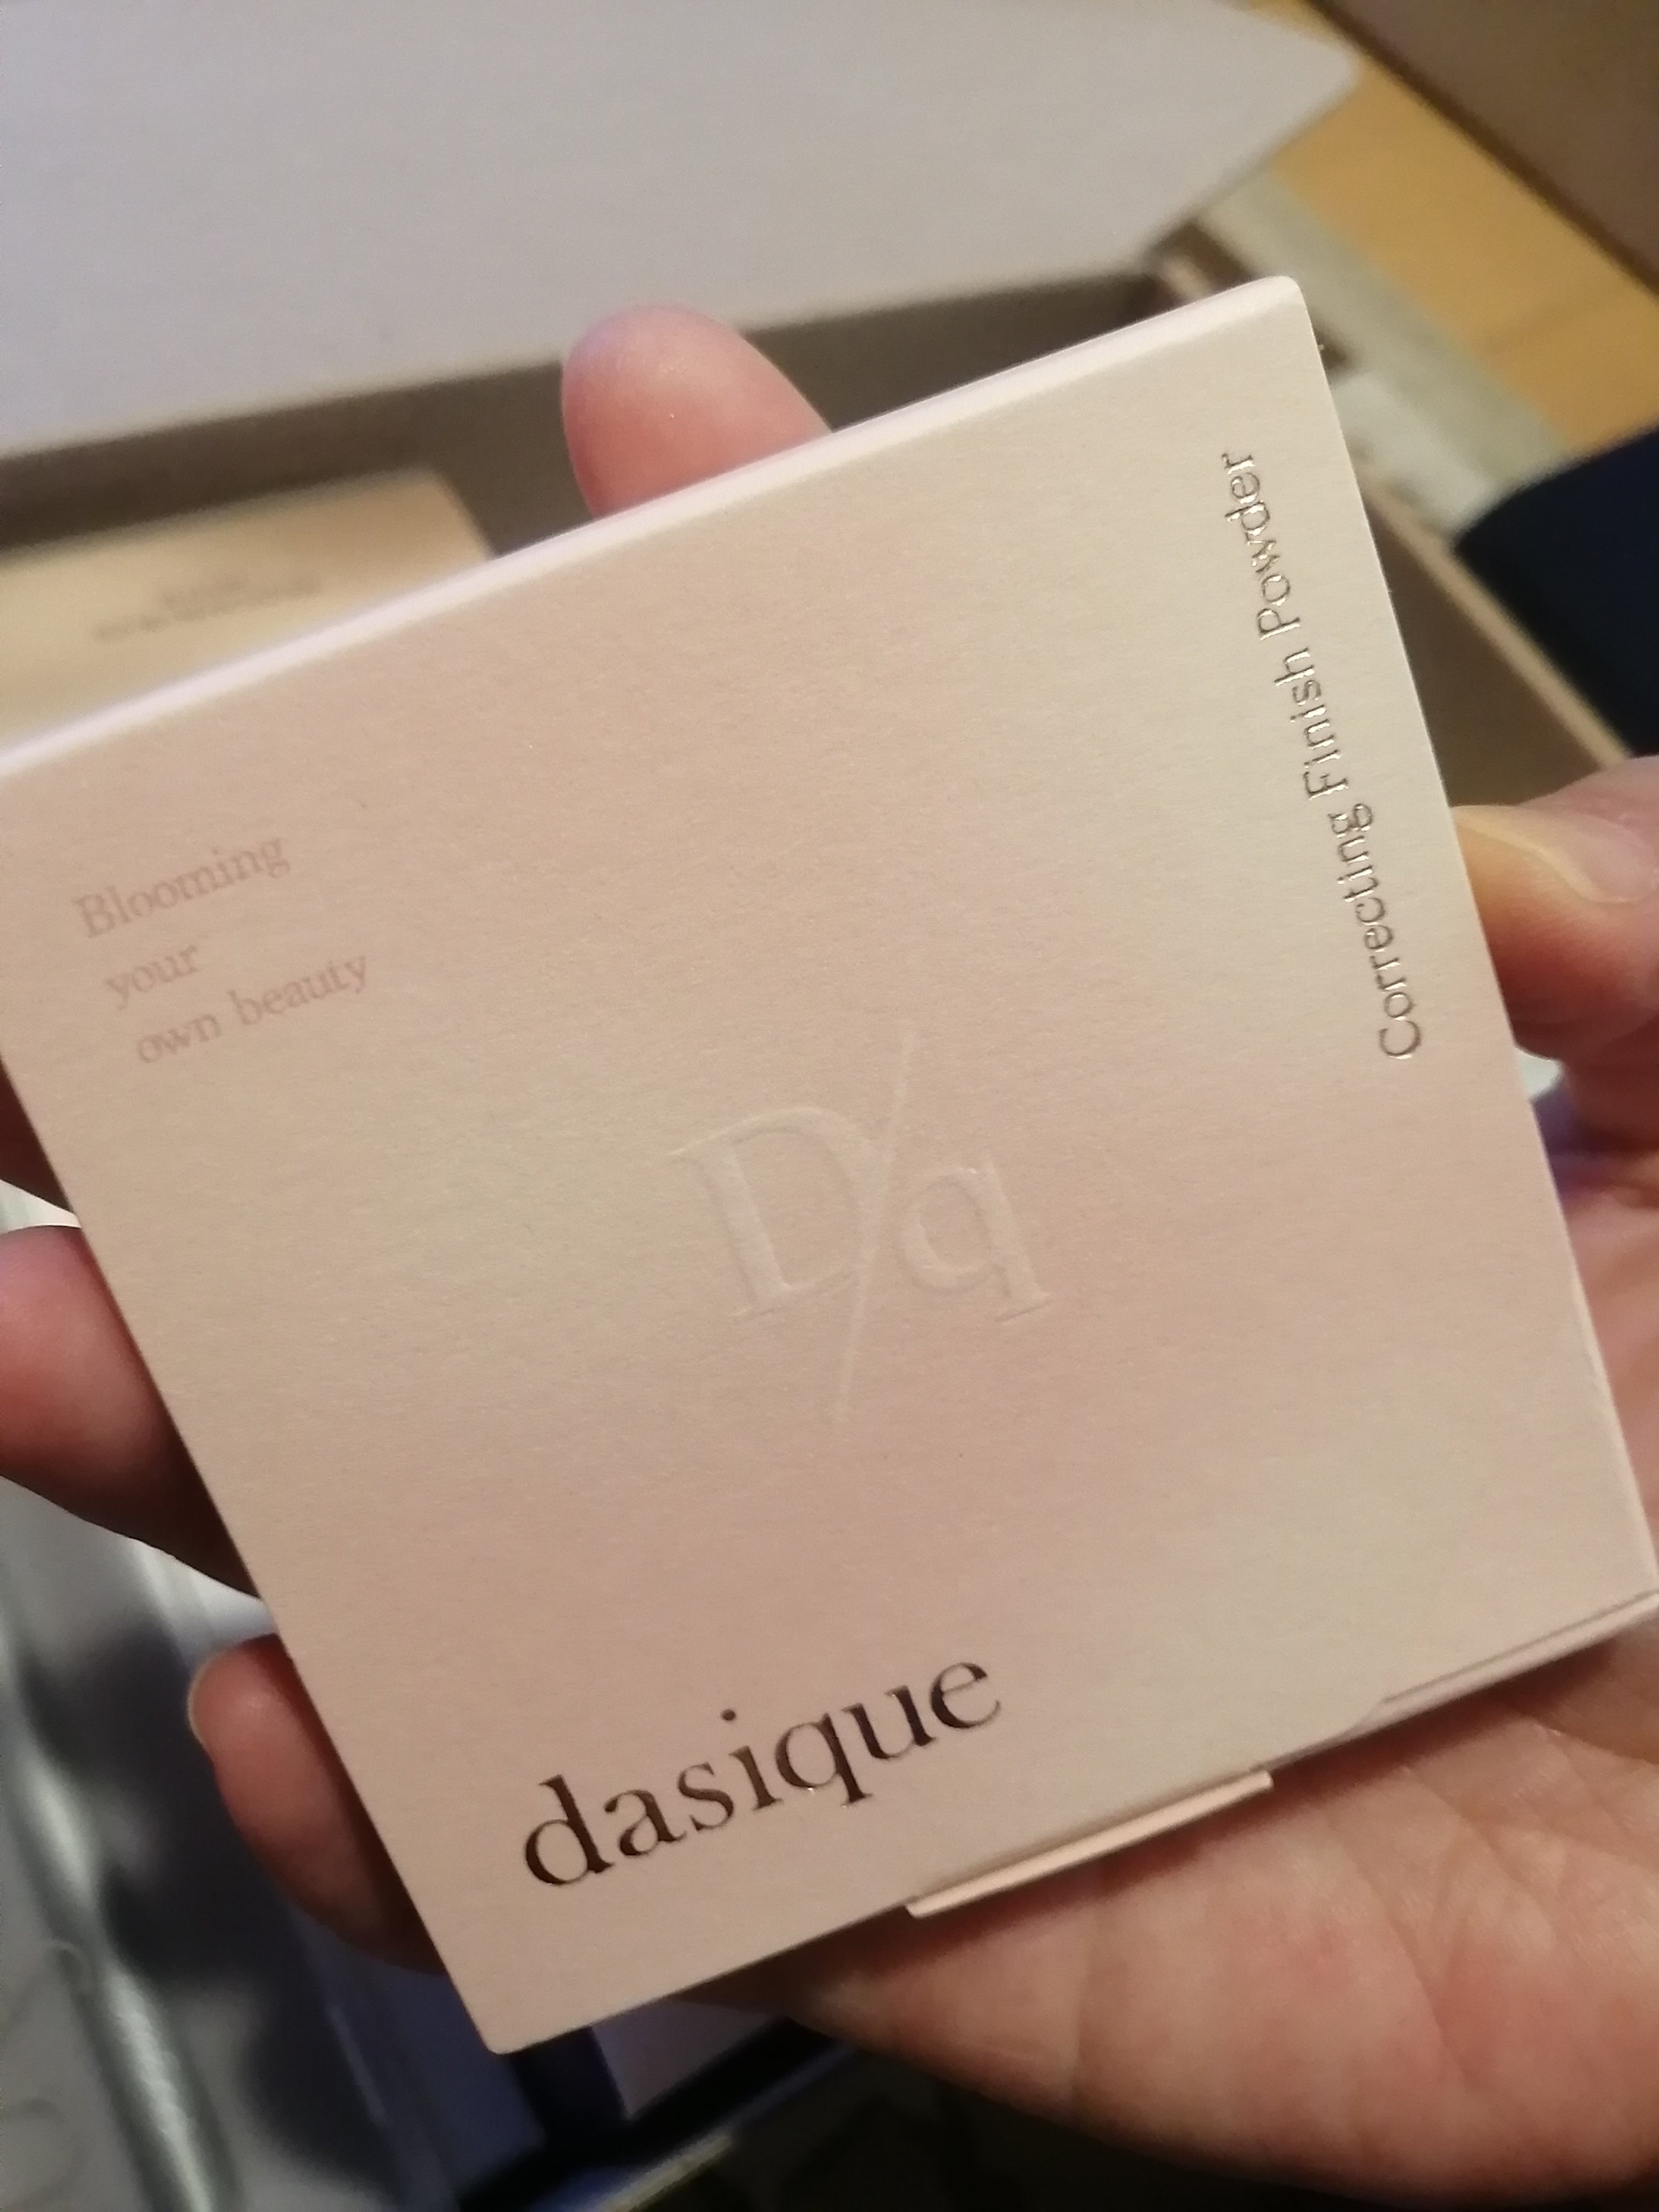 Correcting Finish Powder
Blooming
your
own beauty
D/q
dasique